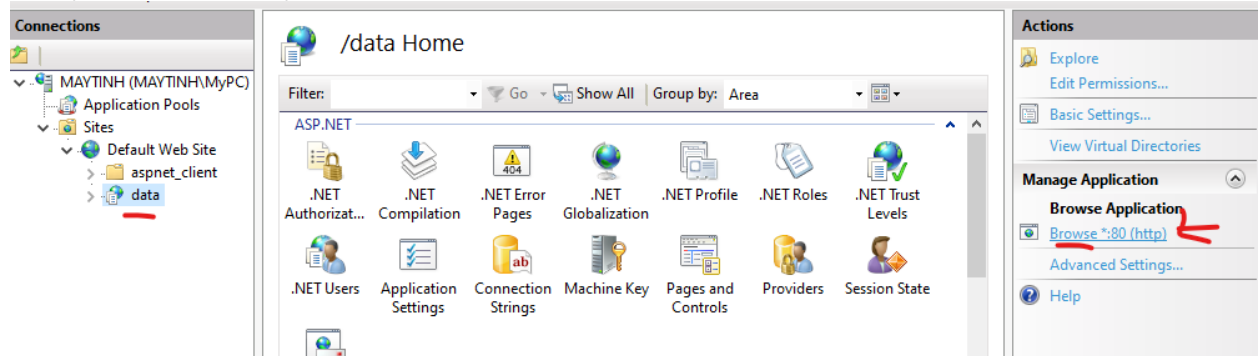 Connections
MAYTINH (MAYTINH\MyPC)
Application Pools
Sites
Default Web Site
aspnet_client
data
/data Home
Filter:
Go
Show All
Group by: Area
ASP.NET
.NET Authorizat...
.NET Compilation
404
.NET Error Pages
.NET Globalization
.NET Profile
.NET Roles
.NET Trust Levels
.NET Users
Application Settings
ab
Connection Strings
Machine Key
Pages and Controls
Providers
Session State
Actions
Explore
Edit Permissions...
Basic Settings...
View Virtual Directories
Manage Application
Browse Application
Browse *:80 (http)
Advanced Settings...
Help